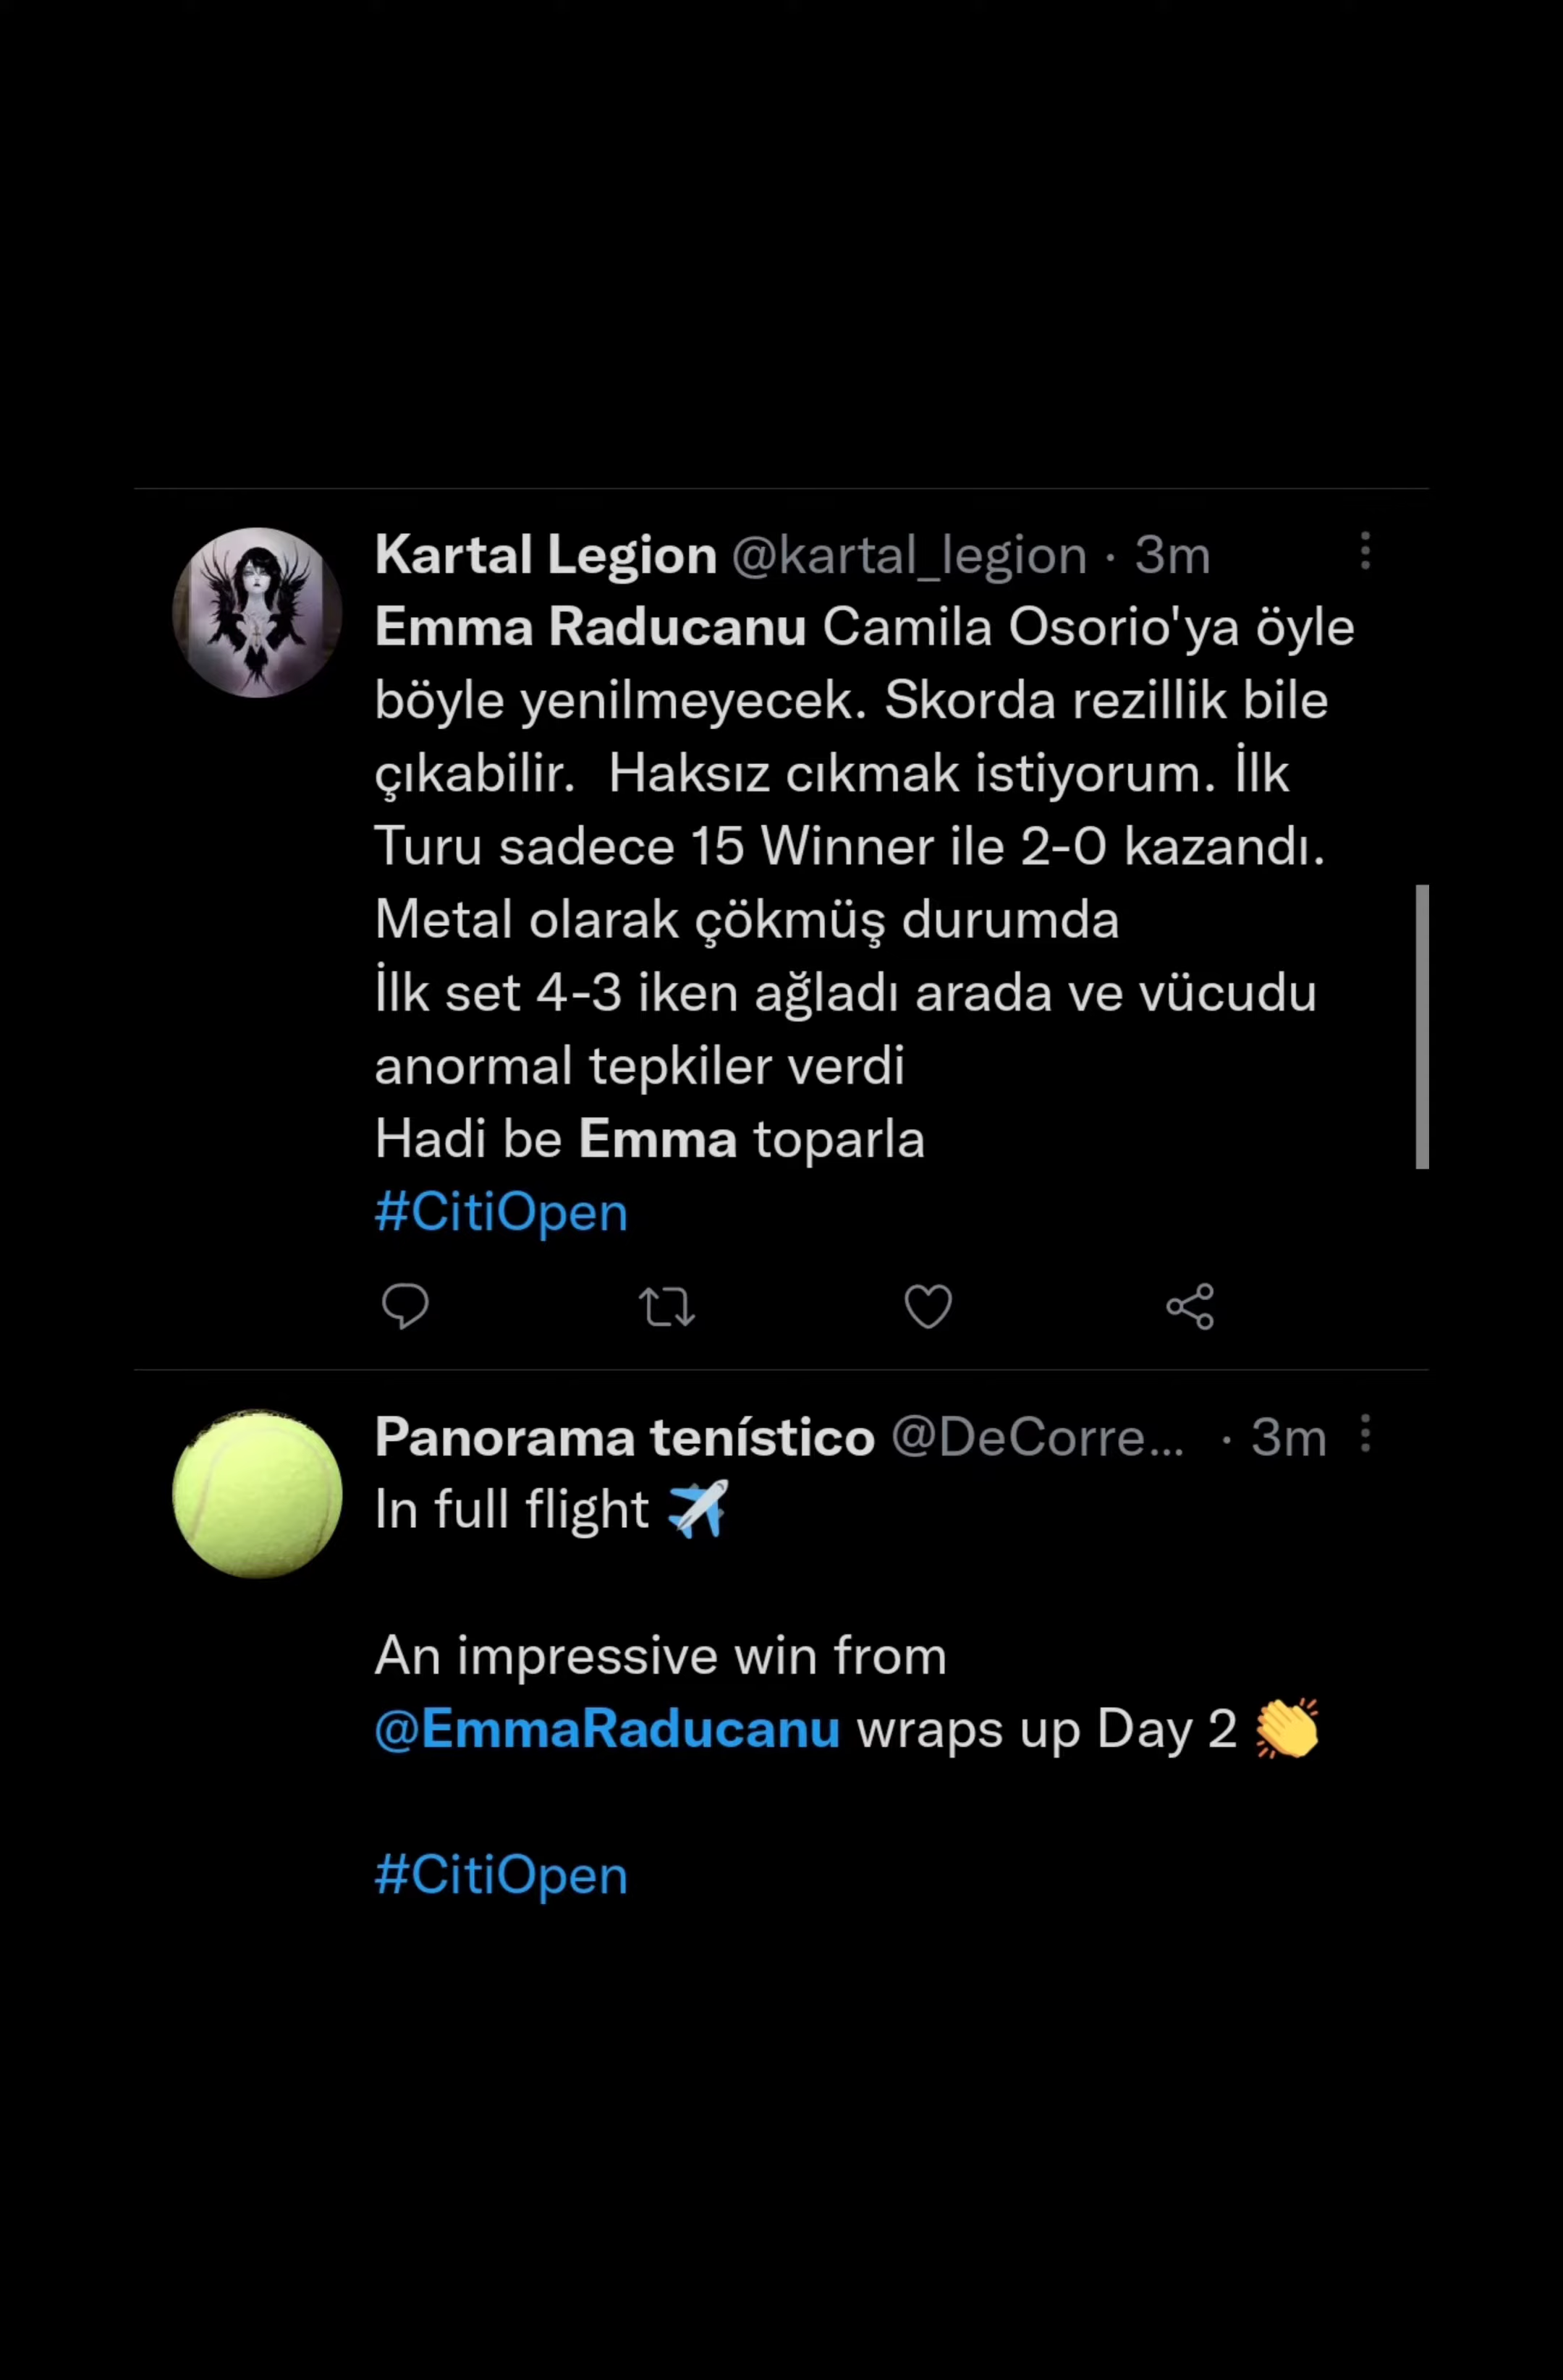 Kartal Legion @kartal_legion · 3m
Emma Raducanu Camila Osorio'ya öyle
böyle yenilmeyecek. Skorda rezillik bile
çıkabilir.  Haksız cıkmak istiyorum. İlk
Turu sadece 15 Winner ile 2-0 kazandı.
Metal olarak çökmüş durumda
İlk set 4-3 iken ağladı arada ve vücudu
anormal tepkiler verdi
Hadi be Emma toparla
#CitiOpen
Panorama tenístico @DeCorre... · 3m
In full flight ✈️
An impressive win from
@EmmaRaducanu wraps up Day 2 👏
#CitiOpen